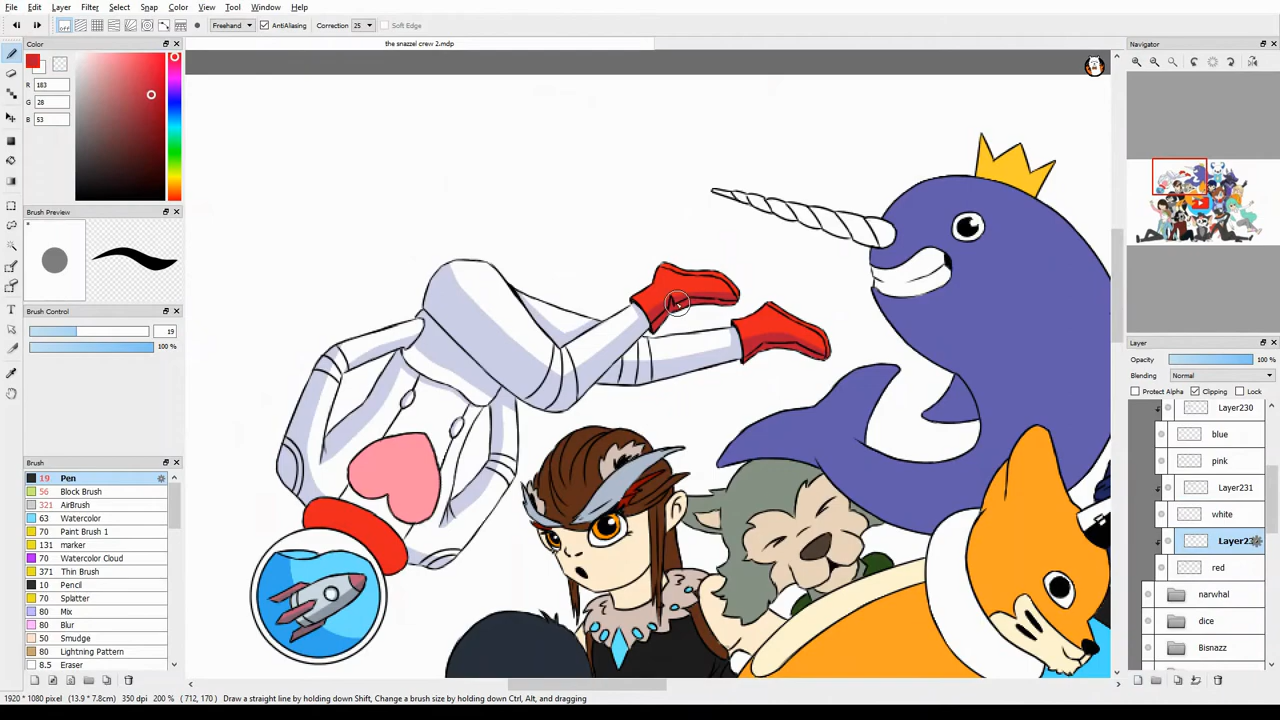 File Edit Layer Filter Select Snap Color View Tool Window Help
off Freehand AntiAliasing Correction 25 Soft Edge
Color
the snazzel crew 2.mdp
Navigator
R 183
G 28
B 53
Brush Preview
Brush Control
19
100 %
Layer
Opacity 100 %
Blending Normal
Protect Alpha Clipping Lock
Layer230
blue
pink
Layer231
white
red
narwhal
dice
Bisnazz
Brush
19 Pen
56 Block Brush
321 AirBrush
63 Watercolor
70 Paint Brush 1
131 marker
70 Watercolor Cloud
371 Thin Brush
10 Pencil
70 Splatter
80 Mix
80 Blur
50 Smudge
80 Lightning Pattern
8.5 Eraser
1920 * 1080 pixel (13.9 * 7.8cm) 350 dpi 200 % ( 712, 170 ) Draw a straight line by holding down Shift, Change a brush size by holding down Ctrl, Alt, and dragging